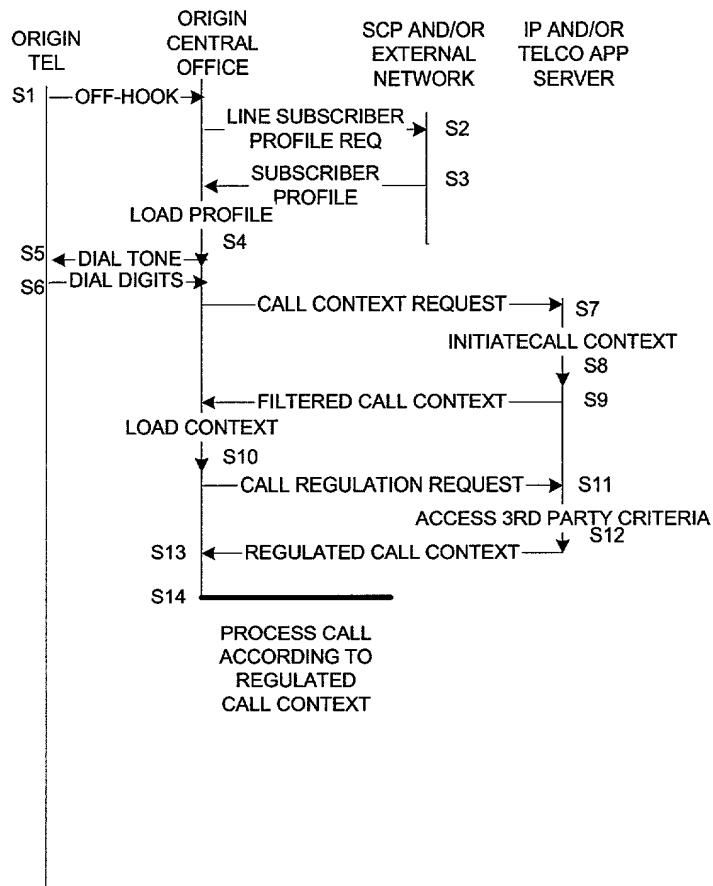 ORIGIN
TEL
ORIGIN
CENTRAL
OFFICE
SCP AND/OR
EXTERNAL
NETWORK
IP AND/OR
TELCO APP
SERVER
S1 OFF-HOOK
LINE SUBSCRIBER
PROFILE REQ
S2
SUBSCRIBER
PROFILE
S3
LOAD PROFILE
S4
S5 DIAL TONE
S6 DIAL DIGITS
CALL CONTEXT REQUEST S7
INITIATECALL CONTEXT
S8
FILTERED CALL CONTEXT S9
LOAD CONTEXT
S10
CALL REGULATION REQUEST S11
ACCESS 3RD PARTY CRITERIA
S12
S13 REGULATED CALL CONTEXT
S14
PROCESS CALL
ACCORDING TO
REGULATED
CALL CONTEXT